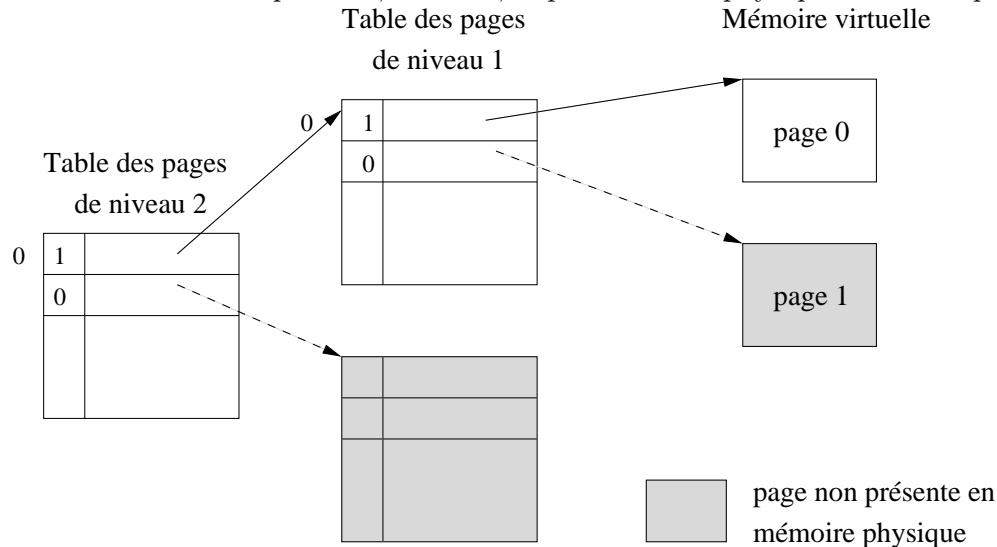 Table des pages
de niveau 1
Mémoire virtuelle
0
1
0
page 0
Table des pages
de niveau 2
0
1
0
page 1
page non présente en
mémoire physique